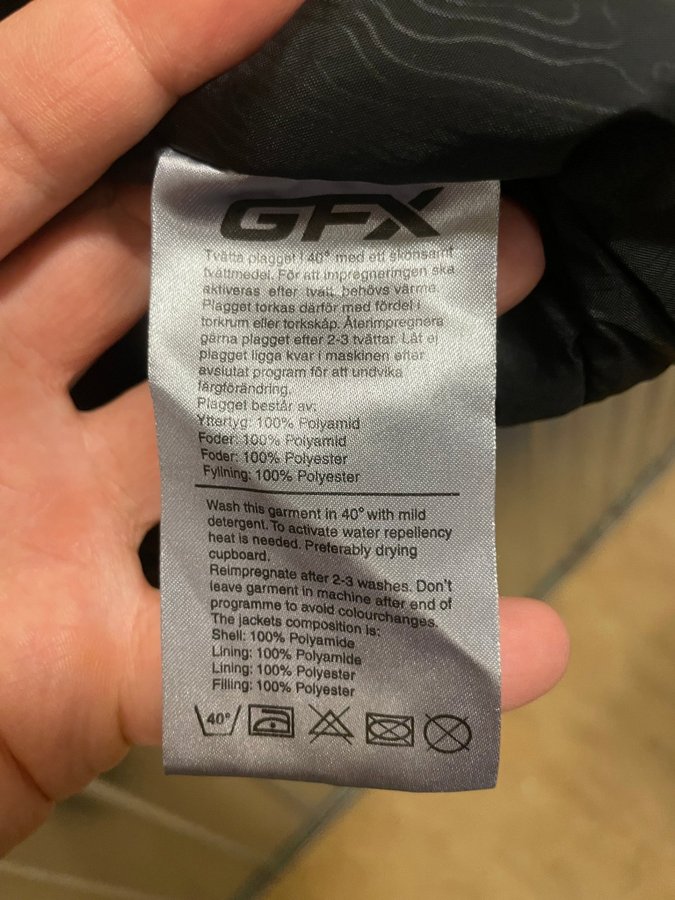 GFX
Tvätta plagget i 40° med ett skonsamt
tvättmedel. För att impregneringen ska
aktiveras efter tvätt behövs värme.
Plagget torkas därför med fördel i
torkrum eller torkskåp. Återimpregnera
gärna plagget efter 2-3 tvättar. Låt ej
plagget ligga kvar i maskinen efter
avslutat program för att undvika
färgförändring.
Plagget består av:
Yttertyg: 100% Polyamid
Foder: 100% Polyamid
Foder: 100% Polyester
Fyllning: 100% Polyester
Wash this garment in 40° with mild
detergent. To activate water repellency
heat is needed. Preferably drying
cupboard.
Reimpregnate after 2-3 washes. Don't
leave garment in machine after end of
programme to avoid colourchanges.
The jackets composition is:
Shell: 100% Polyamide
Lining: 100% Polyamide
Lining: 100% Polyester
Filling: 100% Polyester
40°